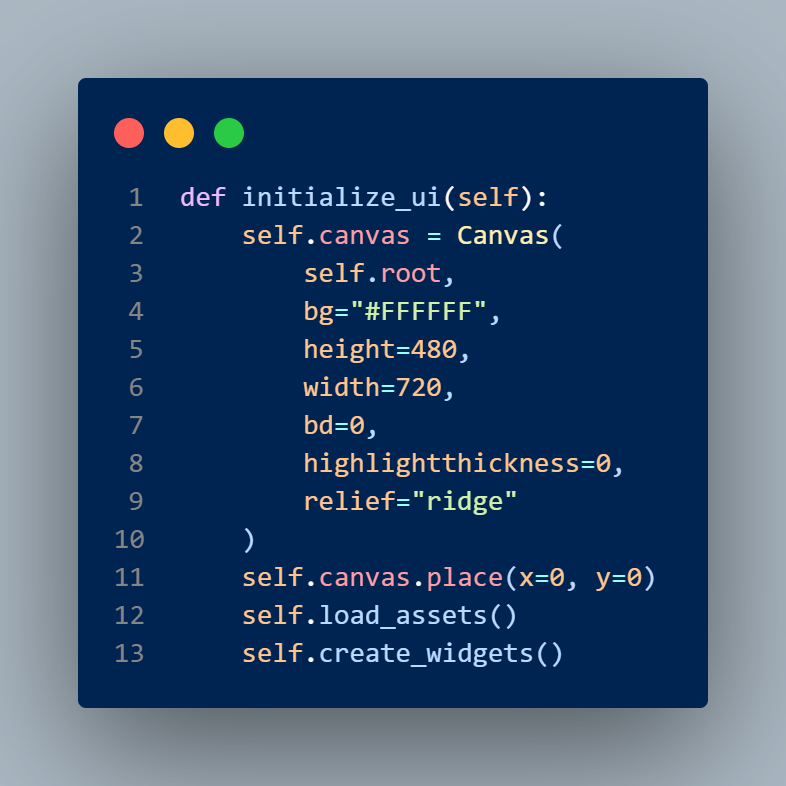 1 def initialize_ui(self):
2     self.canvas = Canvas(
3         self.root,
4         bg="#FFFFFF",
5         height=480,
6         width=720,
7         bd=0,
8         highlightthickness=0,
9         relief="ridge"
10     )
11     self.canvas.place(x=0, y=0)
12     self.load_assets()
13     self.create_widgets()